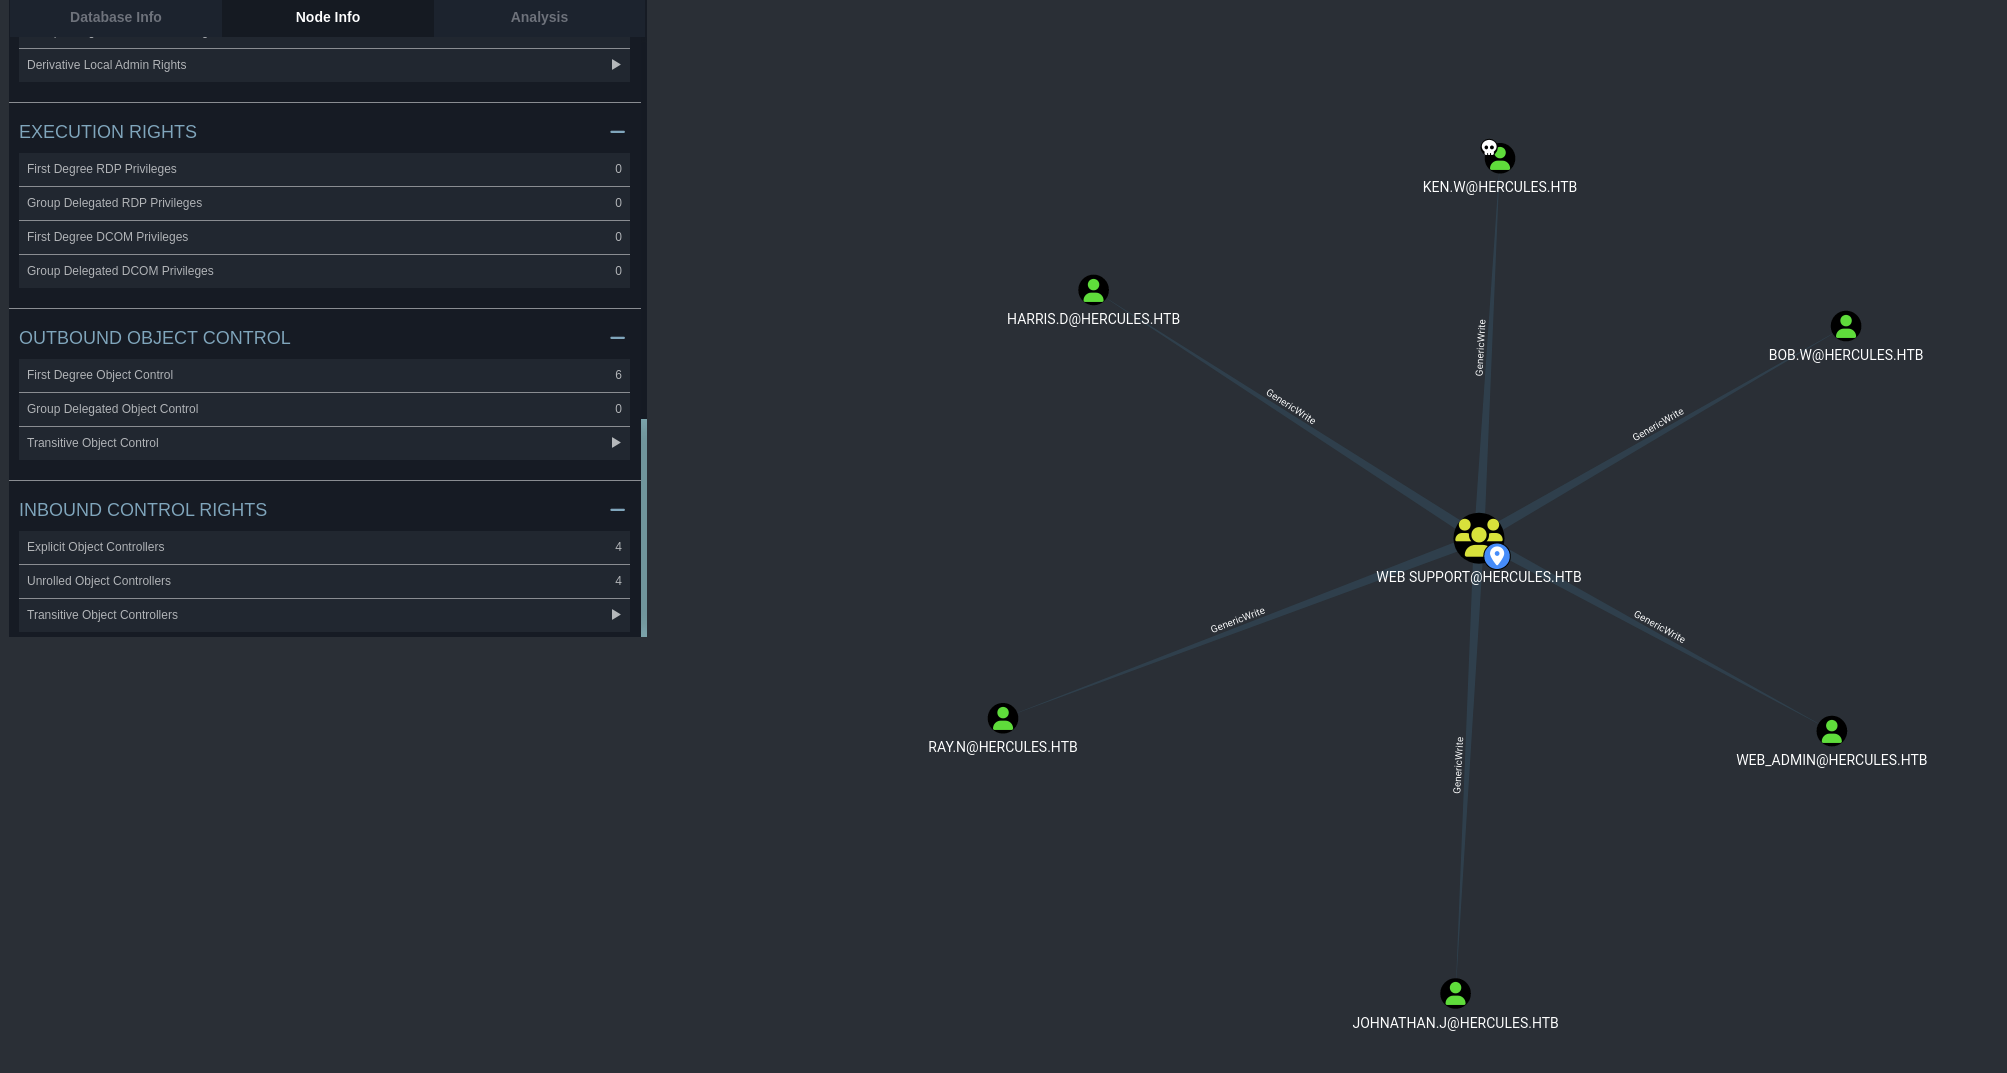 Database Info
Node Info
Analysis
Derivative Local Admin Rights
EXECUTION RIGHTS
First Degree RDP Privileges 0
Group Delegated RDP Privileges 0
First Degree DCOM Privileges 0
Group Delegated DCOM Privileges 0
OUTBOUND OBJECT CONTROL
First Degree Object Control 6
Group Delegated Object Control 0
Transitive Object Control
INBOUND CONTROL RIGHTS
Explicit Object Controllers 4
Unrolled Object Controllers 4
Transitive Object Controllers
KEN.W@HERCULES.HTB
HARRIS.D@HERCULES.HTB
BOB.W@HERCULES.HTB
GenericWrite
GenericWrite
GenericWrite
WEB SUPPORT@HERCULES.HTB
GenericWrite
GenericWrite
RAY.N@HERCULES.HTB
WEB_ADMIN@HERCULES.HTB
GenericWrite
JOHNATHAN.J@HERCULES.HTB